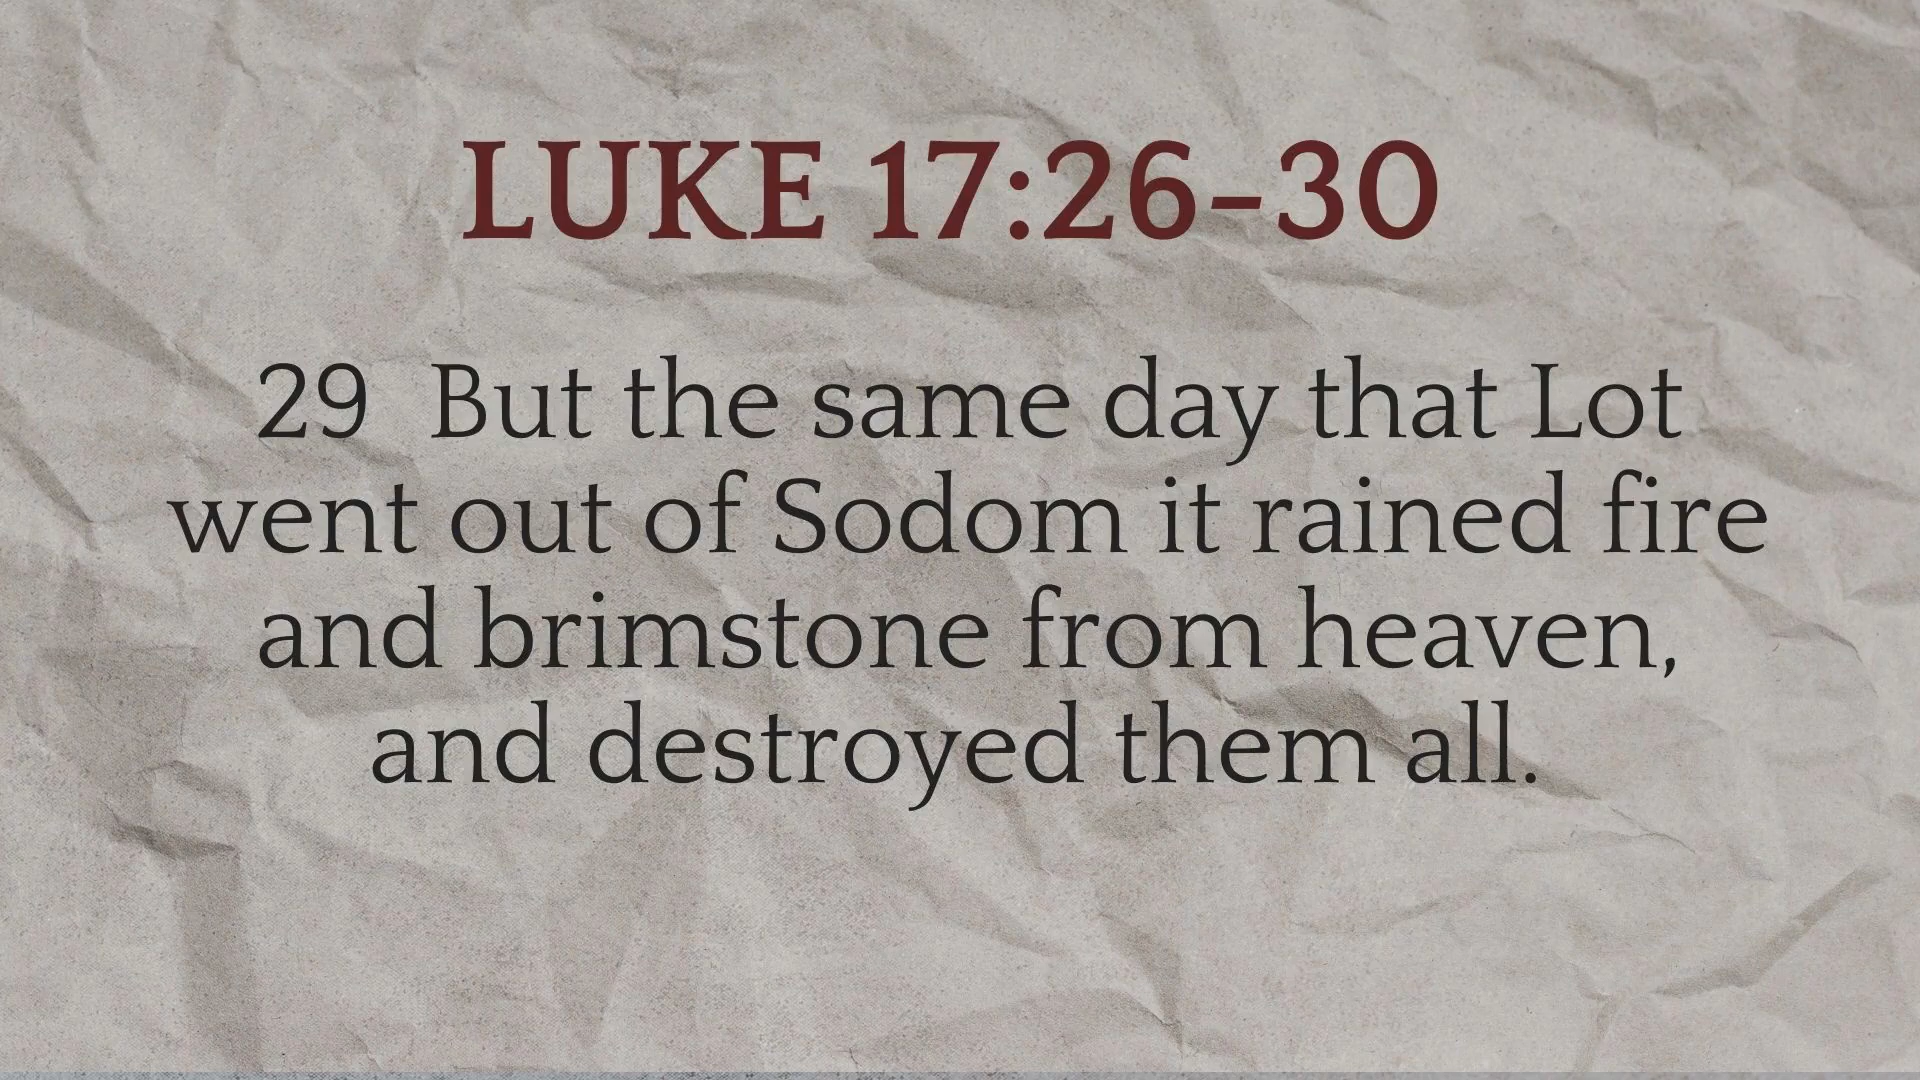 LUKE 17:26-30
29 But the same day that Lot
went out of Sodom it rained fire
and brimstone from heaven,
and destroyed them all.